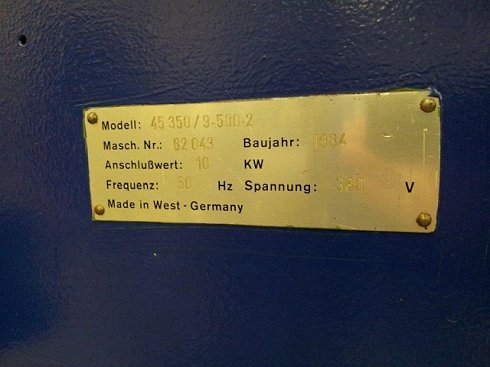 Modell: 45 350/9-500-2
Masch. Nr.: 82 043 Baujahr: 1984
Anschlußwert: 10 KW
Frequenz: 50 Hz Spannung: V
Made in West-Germany